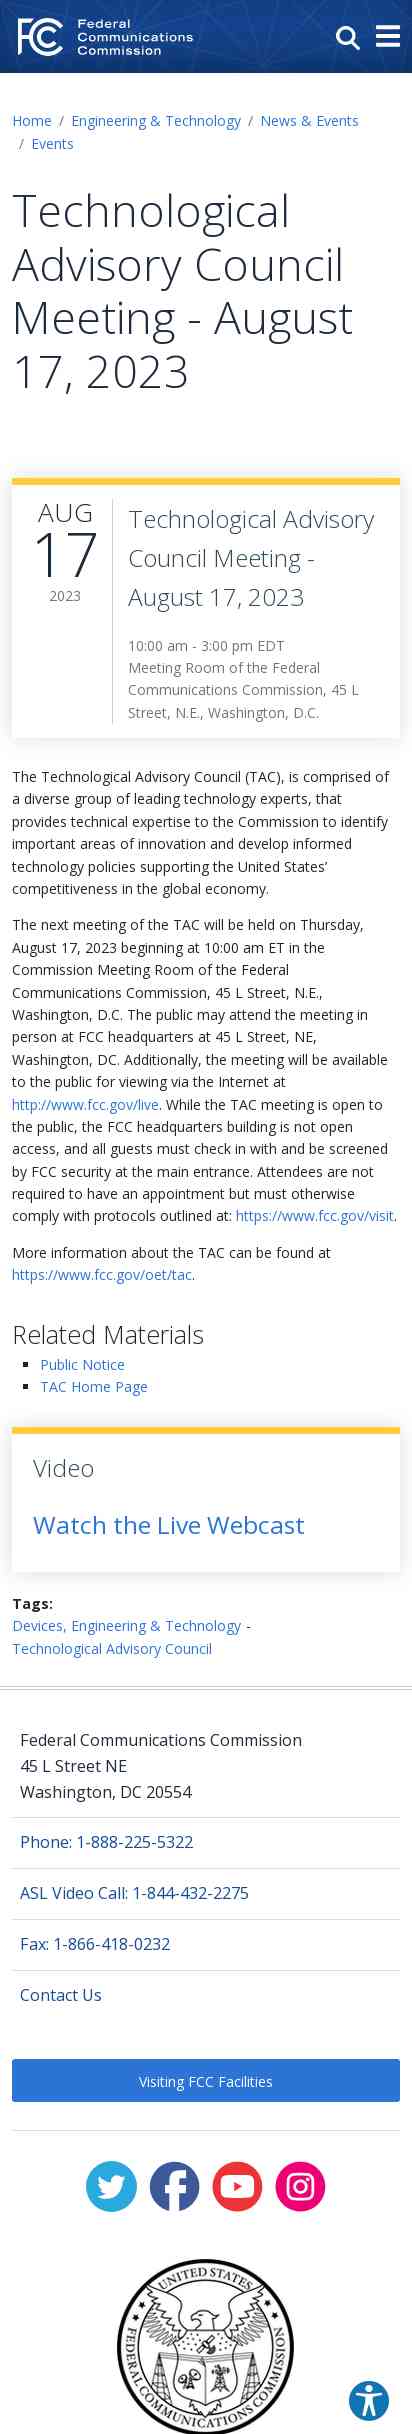 Federal
Communications
Commission
Home / Engineering & Technology / News & Events
/ Events
Technological
Advisory Council
Meeting - August
17, 2023
AUG
17
2023
Technological Advisory
Council Meeting -
August 17, 2023
10:00 am - 3:00 pm EDT
Meeting Room of the Federal
Communications Commission, 45 L
Street, N.E., Washington, D.C.
The Technological Advisory Council (TAC), is comprised of
a diverse group of leading technology experts, that
provides technical expertise to the Commission to identify
important areas of innovation and develop informed
technology policies supporting the United States’
competitiveness in the global economy.
The next meeting of the TAC will be held on Thursday,
August 17, 2023 beginning at 10:00 am ET in the
Commission Meeting Room of the Federal
Communications Commission, 45 L Street, N.E.,
Washington, D.C. The public may attend the meeting in
person at FCC headquarters at 45 L Street, NE,
Washington, DC. Additionally, the meeting will be available
to the public for viewing via the Internet at
http://www.fcc.gov/live. While the TAC meeting is open to
the public, the FCC headquarters building is not open
access, and all guests must check in with and be screened
by FCC security at the main entrance. Attendees are not
required to have an appointment but must otherwise
comply with protocols outlined at: https://www.fcc.gov/visit.
More information about the TAC can be found at
https://www.fcc.gov/oet/tac.
Related Materials
Public Notice
TAC Home Page
Video
Watch the Live Webcast
Tags:
Devices, Engineering & Technology -
Technological Advisory Council
Federal Communications Commission
45 L Street NE
Washington, DC 20554
Phone: 1-888-225-5322
ASL Video Call: 1-844-432-2275
Fax: 1-866-418-0232
Contact Us
Visiting FCC Facilities
UNITED STATES
FEDERAL COMMUNICATIONS COMMISSION